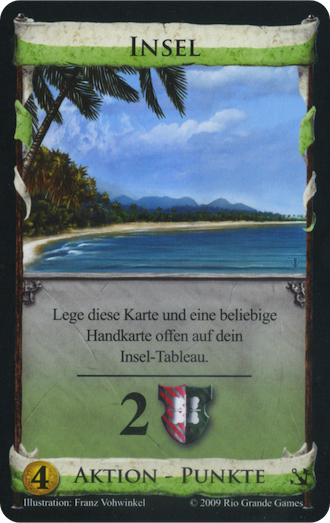 Insel
Lege diese Karte und eine beliebige
Handkarte offen auf dein
Insel-Tableau.
2
4
Aktion - Punkte
Illustration: Franz Vohwinkel
© 2009 Rio Grande Games